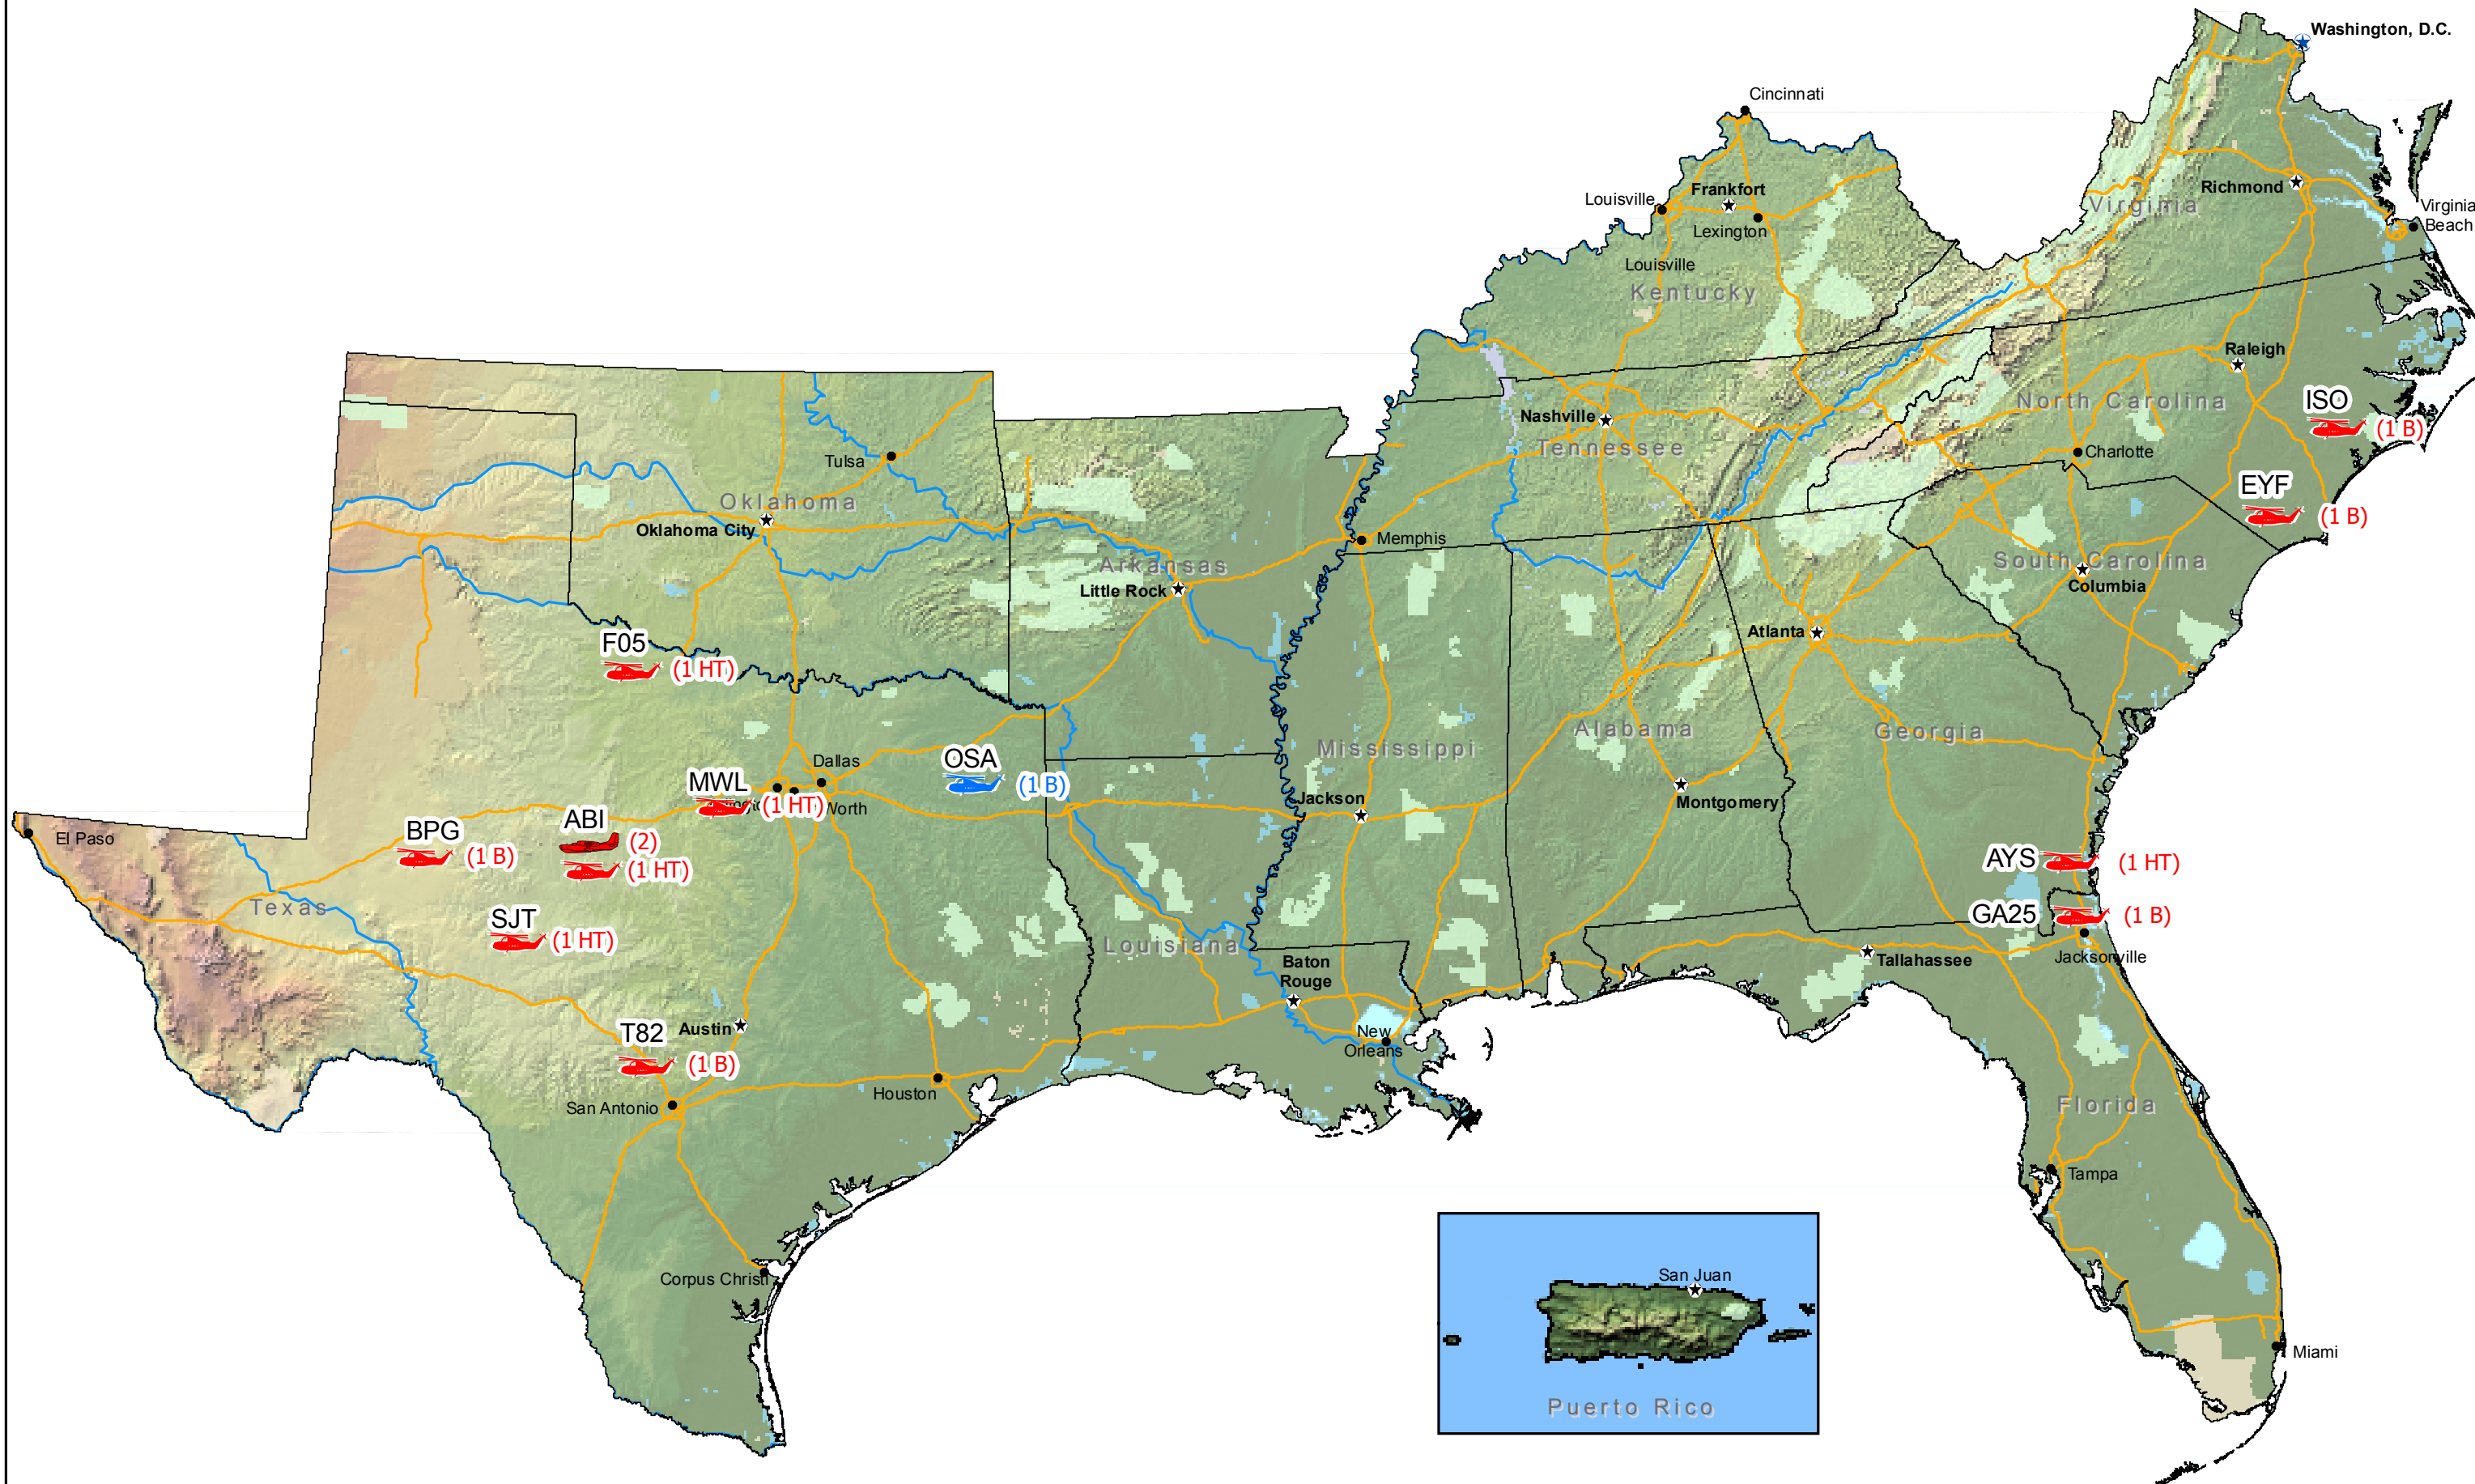 Washington, D.C.
Cincinnati
Louisville
Frankfort
Lexington
Richmond
Virginia
Virginia
Beach
Louisville
Kentucky
Raleigh
North Carolina
ISO
(1 B)
Nashville
Tennessee
Charlotte
Tulsa
Oklahoma
Oklahoma City
EYF
(1 B)
Memphis
Arkansas
Little Rock
South Carolina
Columbia
F05
(1 HT)
Atlanta
Alabama
Georgia
Mississippi
OSA
(1 B)
Dallas
MWL
(1 HT)
Worth
Jackson
Montgomery
El Paso
BPG
(1 B)
ABI
(2)
(1 HT)
AYS
(1 HT)
Texas
SJT
(1 HT)
GA25
(1 B)
Louisiana
Baton
Rouge
Tallahassee
Jacksonville
T82
(1 B)
Austin
New
Orleans
San Antonio
Houston
Florida
Tampa
Corpus Christi
San Juan
Puerto Rico
Miami